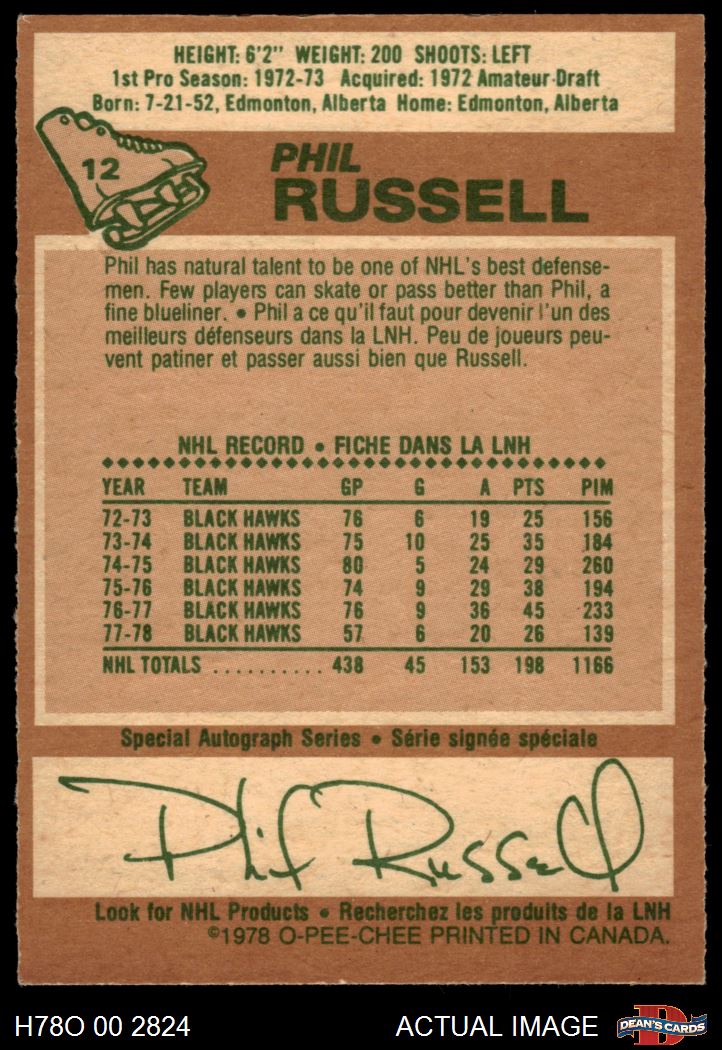 HEIGHT: 6'2" WEIGHT: 200 SHOOTS: LEFT
1st Pro Season: 1972-73 Acquired: 1972 Amateur Draft
Born: 7-21-52, Edmonton, Alberta Home: Edmonton, Alberta
12
PHIL
RUSSELL
Phil has natural talent to be one of NHL's best defense-
men. Few players can skate or pass better than Phil, a
fine blueliner. • Phil a ce qu'il faut pour devenir l'un des
meilleurs défenseurs dans la LNH. Peu de joueurs peu-
vent patiner et passer aussi bien que Russell.
NHL RECORD • FICHE DANS LA LNH
YEAR TEAM GP G A PTS PIM
72-73 BLACK HAWKS 76 6 19 25 156
73-74 BLACK HAWKS 75 10 25 35 184
74-75 BLACK HAWKS 80 5 24 29 260
75-76 BLACK HAWKS 74 9 29 38 194
76-77 BLACK HAWKS 76 9 36 45 233
77-78 BLACK HAWKS 57 6 20 26 139
NHL TOTALS .......... 438 45 153 198 1166
Special Autograph Series • Série signée spéciale
Phil Russell
Look for NHL Products • Recherchez les produits de la LNH
©1978 O-PEE-CHEE PRINTED IN CANADA.
H78O 00 2824 ACTUAL IMAGE D DEAN'S CARDS